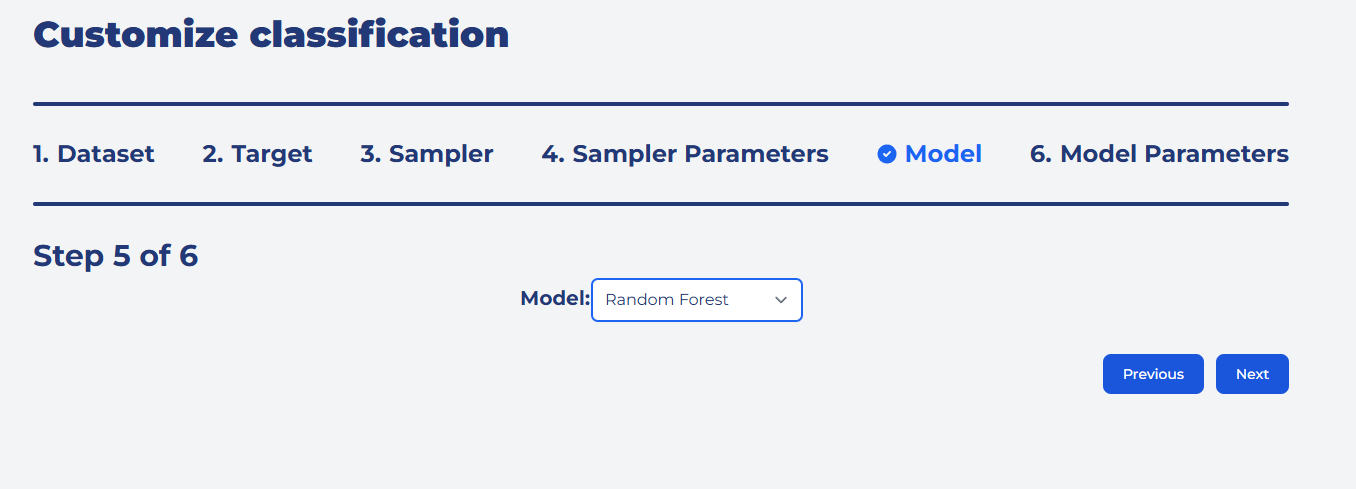 Customize classification
1. Dataset 2. Target 3. Sampler 4. Sampler Parameters Model 6. Model Parameters
Step 5 of 6
Model: Random Forest
Previous Next